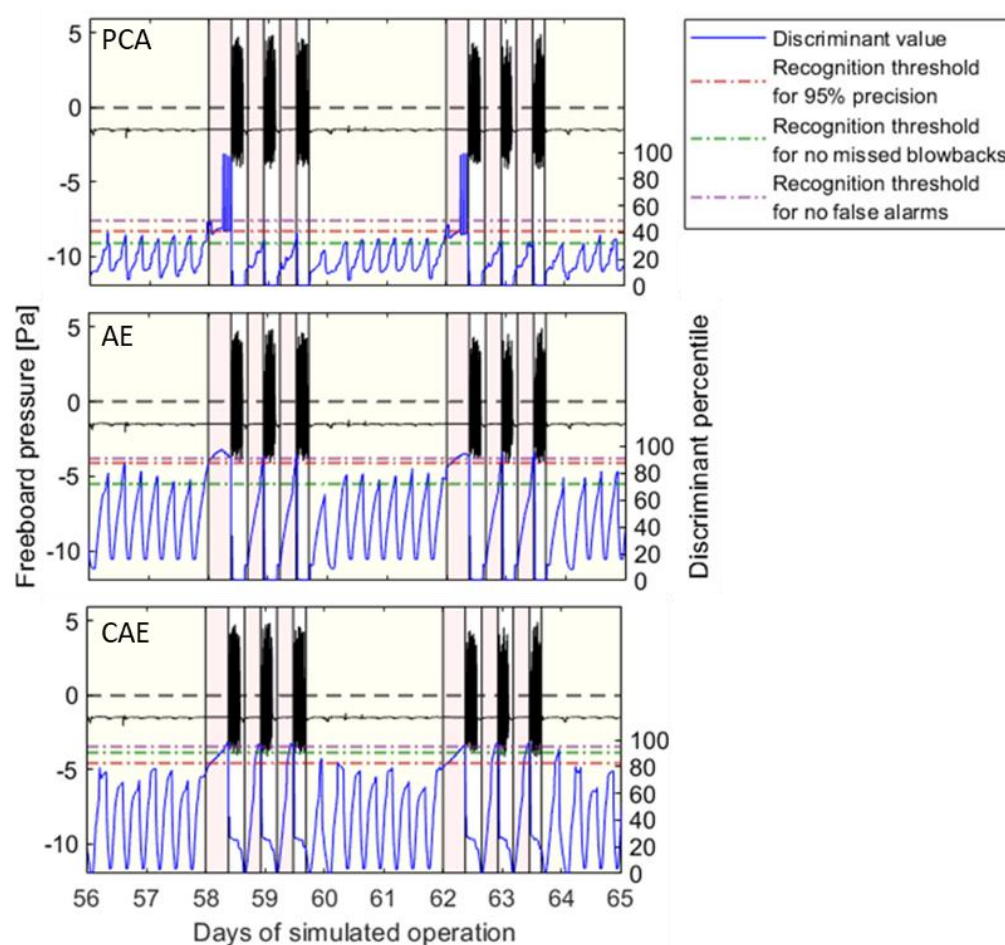 PCA
5
0
-5
-10
100
80
60
40
20
0
Discriminant value
Recognition threshold
for 95% precision
Recognition threshold
for no missed blowbacks
Recognition threshold
for no false alarms
AE
5
0
-5
-10
100
80
60
40
20
0
Freeboard pressure [Pa]
Discriminant percentile
CAE
5
0
-5
-10
100
80
60
40
20
0
56 57 58 59 60 61 62 63 64 65
Days of simulated operation